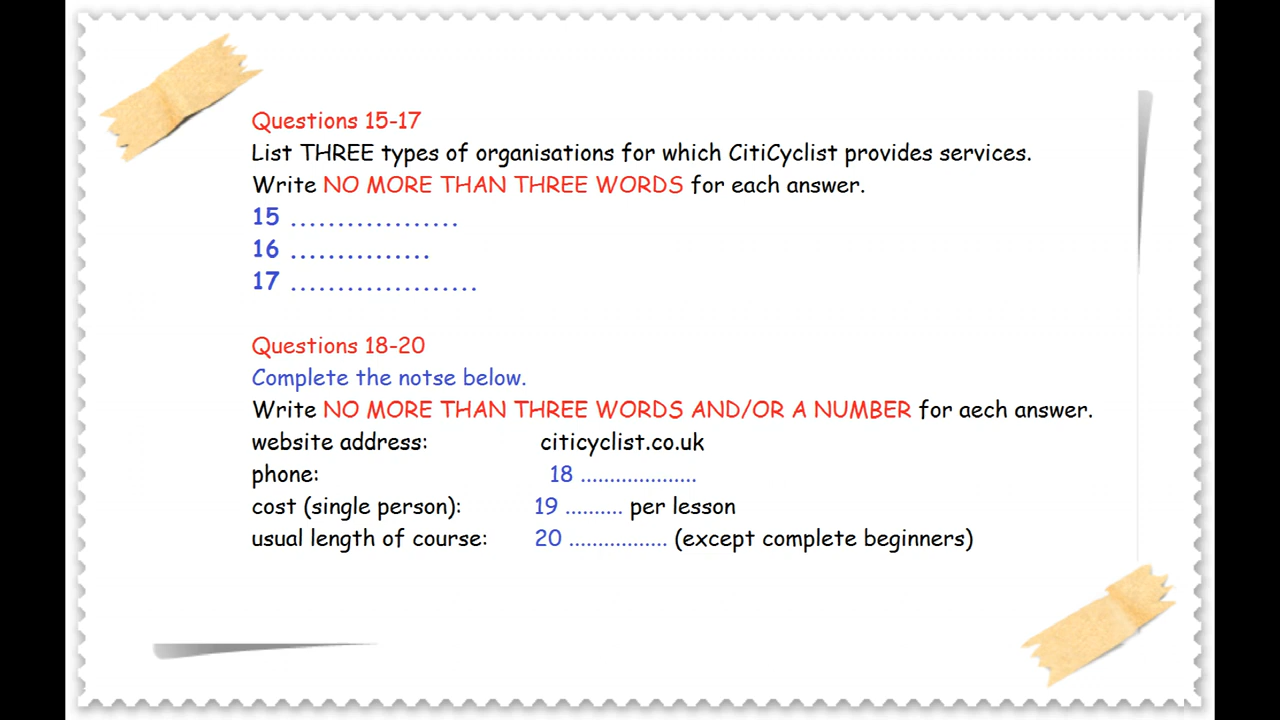 Questions 15-17
List THREE types of organisations for which CitiCyclist provides services.
Write NO MORE THAN THREE WORDS for each answer.
15 ..................
16 ...............
17 ....................
Questions 18-20
Complete the notse below.
Write NO MORE THAN THREE WORDS AND/OR A NUMBER for aech answer.
website address: citicyclist.co.uk
phone: 18 ....................
cost (single person): 19 .......... per lesson
usual length of course: 20 ................. (except complete beginners)